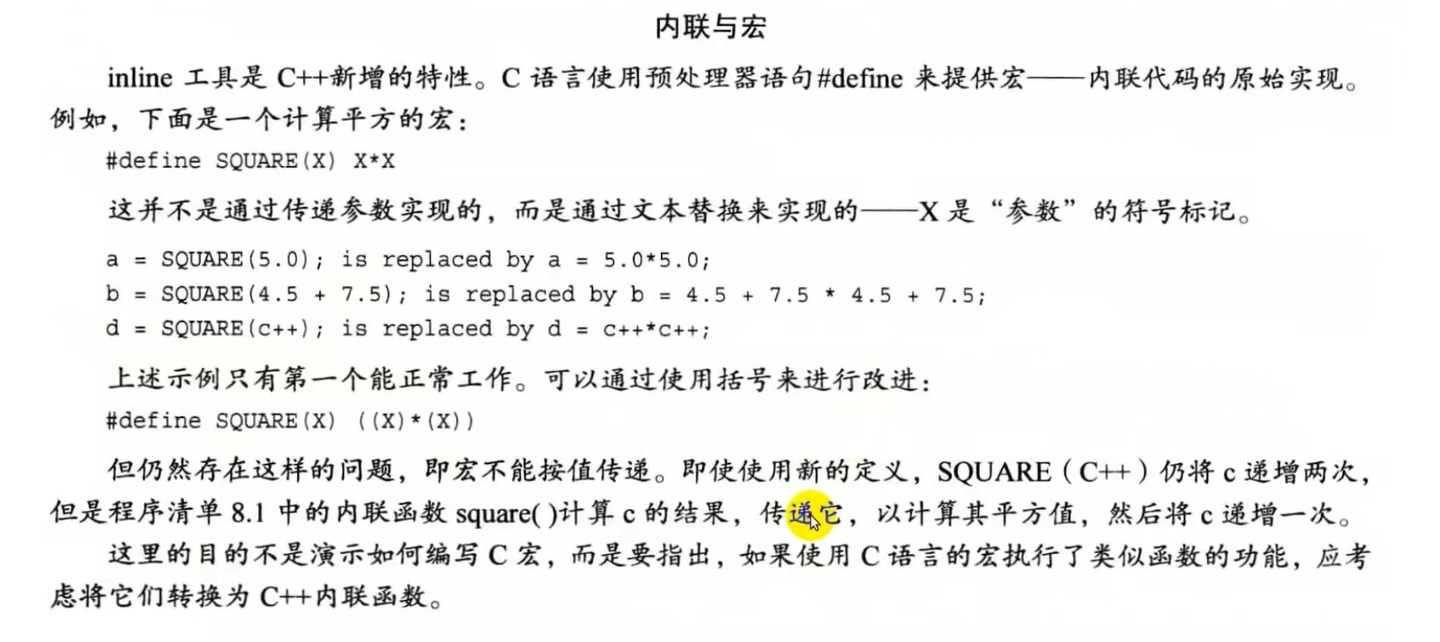 内联与宏
inline 工具是 C++新增的特性。C 语言使用预处理器语句#define 来提供宏——内联代码的原始实现。
例如，下面是一个计算平方的宏：
#define SQUARE(X) X*X
这并不是通过传递参数实现的，而是通过文本替换来实现的——X 是“参数”的符号标记。
a = SQUARE(5.0); is replaced by a = 5.0*5.0;
b = SQUARE(4.5 + 7.5); is replaced by b = 4.5 + 7.5 * 4.5 + 7.5;
d = SQUARE(c++); is replaced by d = c++*c++;
上述示例只有第一个能正常工作。可以通过使用括号来进行改进：
#define SQUARE(X) ((X)*(X))
但仍然存在这样的问题，即宏不能按值传递。即使使用新的定义，SQUARE（C++）仍将 c 递增两次，
但是程序清单 8.1 中的内联函数 square( )计算 c 的结果，传递它，以计算其平方值，然后将 c 递增一次。
这里的目的不是演示如何编写 C 宏，而是要指出，如果使用 C 语言的宏执行了类似函数的功能，应考
虑将它们转换为 C++内联函数。